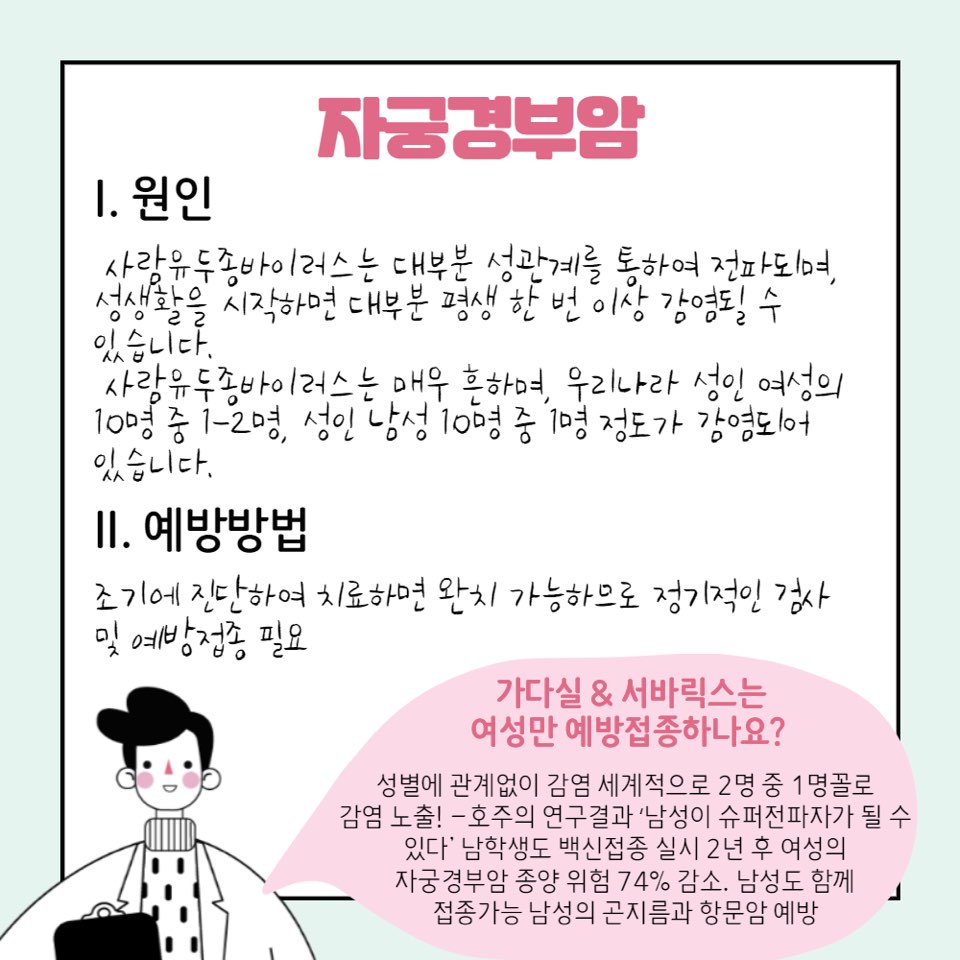 자궁경부암
I. 원인
사람유두종바이러스는 대부분 성관계를 통하여 전파되며,
성생활을 시작하면 대부분 평생 한 번 이상 감염될 수
있습니다.
사람유두종바이러스는 매우 흔하며, 우리나라 성인 여성의
10명 중 1-2명, 성인 남성 10명 중 1명 정도가 감염되어
있습니다.
II. 예방방법
조기에 진단하여 치료하면 완치 가능하므로 정기적인 검사
및 예방접종 필요
가다실 & 서바릭스는
여성만 예방접종하나요?
성별에 관계없이 감염 세계적으로 2명 중 1명꼴로
감염 노출! -호주의 연구결과 '남성이 슈퍼전파자가 될 수
있다' 남학생도 백신접종 실시 2년 후 여성의
자궁경부암 종양 위험 74% 감소. 남성도 함께
접종가능 남성의 곤지름과 항문암 예방